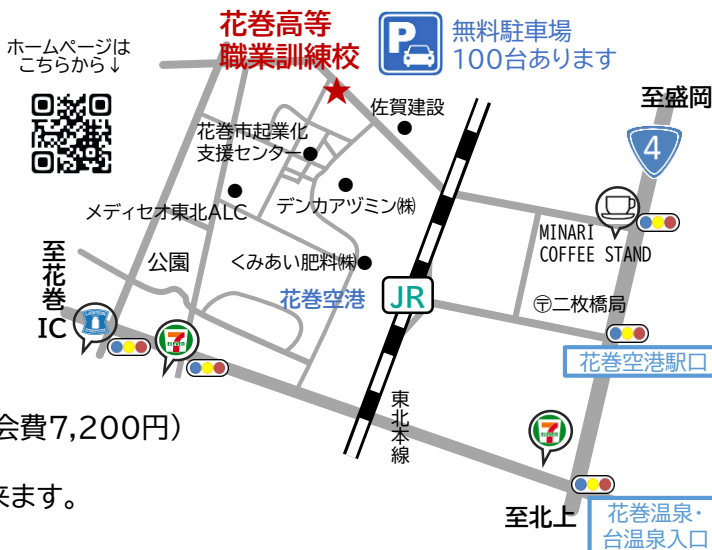 花巻高等
職業訓練校
無料駐車場
100台あります
ホームページは
こちらから↓
佐賀建設
至盛岡
4
花巻市起業化
支援センター
メディセオ東北ALC
デンカアヅミン㈱
MINARI
COFFEE STAND
至花巻
IC
公園
くみあい肥料㈱
花巻空港
JR
〶二枚橋局
花巻空港駅口
東北本線
会費7,200円)
来ます。
至北上
花巻温泉・
台温泉入口
P
7
ELEVEN
7
ELEVEN